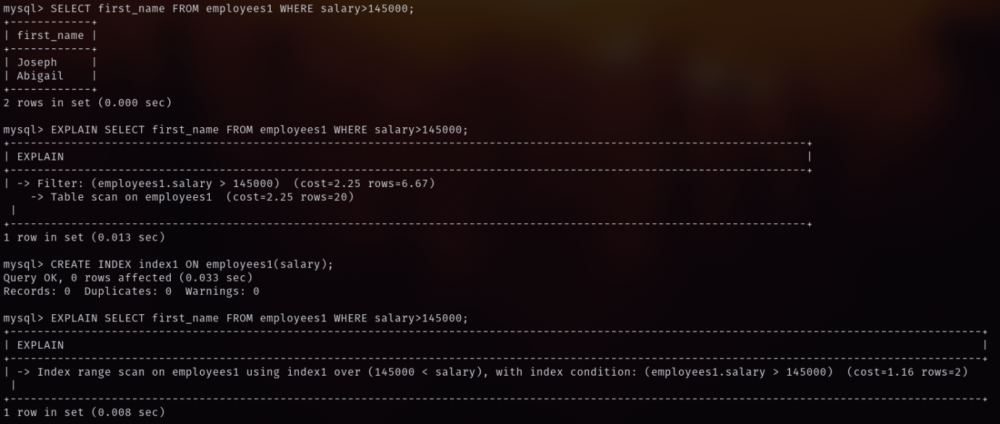 mysql> SELECT first_name FROM employees1 WHERE salary>145000;
+------------+
| first_name |
+------------+
| Joseph     |
| Abigail    |
+------------+
2 rows in set (0.000 sec)
mysql> EXPLAIN SELECT first_name FROM employees1 WHERE salary>145000;
+----------------------------------------------------------------------------------------------------------------------+
| EXPLAIN                                                                                                              |
+----------------------------------------------------------------------------------------------------------------------+
| -> Filter: (employees1.salary > 145000)  (cost=2.25 rows=6.67)
    -> Table scan on employees1  (cost=2.25 rows=20)
 |
+----------------------------------------------------------------------------------------------------------------------+
1 row in set (0.013 sec)
mysql> CREATE INDEX index1 ON employees1(salary);
Query OK, 0 rows affected (0.033 sec)
Records: 0  Duplicates: 0  Warnings: 0
mysql> EXPLAIN SELECT first_name FROM employees1 WHERE salary>145000;
+------------------------------------------------------------------------------------------------------------------------------------------------+
| EXPLAIN                                                                                                                                        |
+------------------------------------------------------------------------------------------------------------------------------------------------+
| -> Index range scan on employees1 using index1 over (145000 < salary), with index condition: (employees1.salary > 145000)  (cost=1.16 rows=2)
 |
+------------------------------------------------------------------------------------------------------------------------------------------------+
1 row in set (0.008 sec)